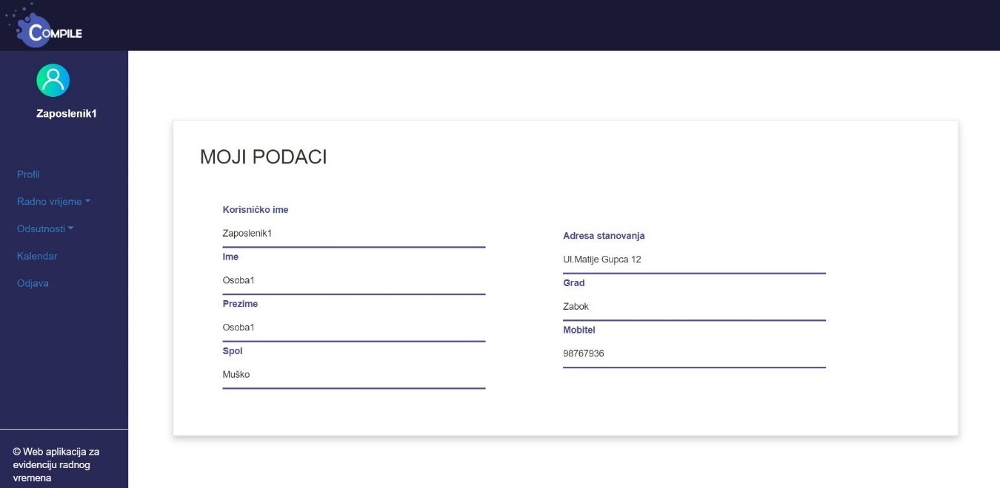 COMPILE
Zaposlenik1
Profil
Radno vrijeme
Odsutnosti
Kalendar
Odjava
© Web aplikacija za
evidenciju radnog
vremena
MOJI PODACI
Korisničko ime
Zaposlenik1
Ime
Osoba1
Prezime
Osoba1
Spol
Muško
Adresa stanovanja
Ul.Matije Gupca 12
Grad
Zabok
Mobitel
98767936